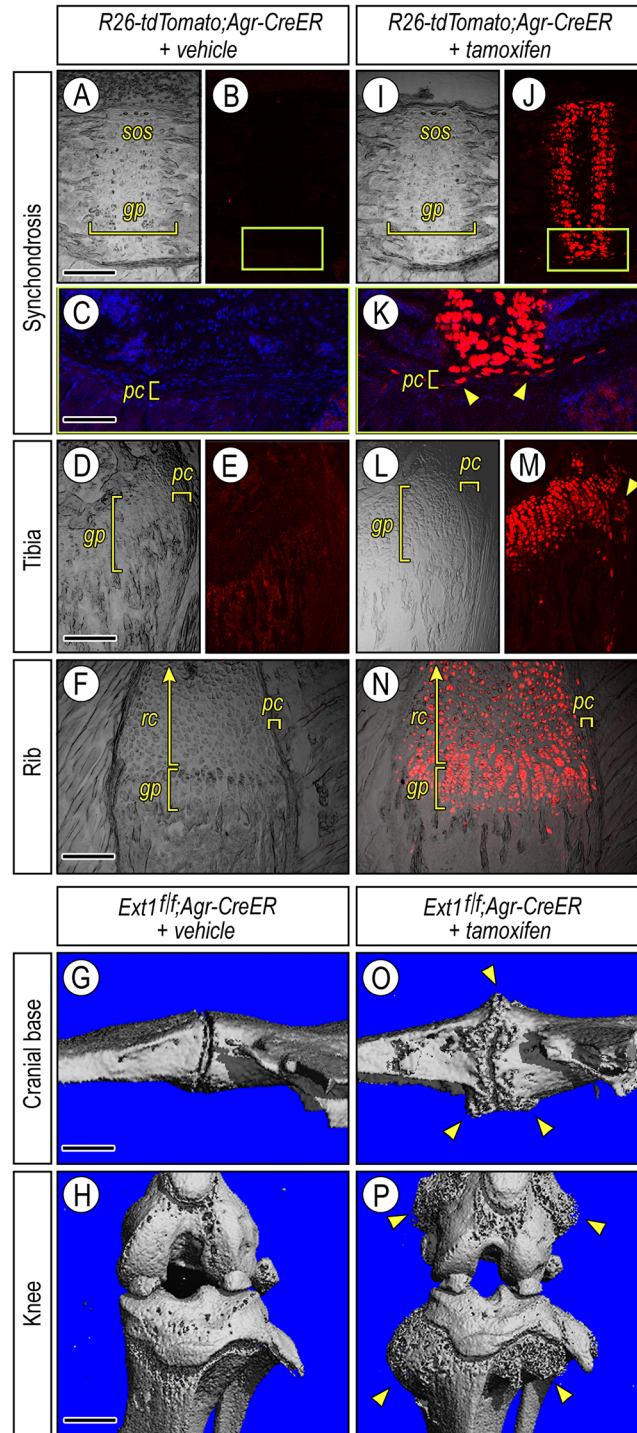 R26-tdTomato;Agr-CreER
+ vehicle
R26-tdTomato;Agr-CreER
+ tamoxifen
Synchondrosis
A
sos
gp
B
I
sos
gp
J
C
pc
K
pc
Tibia
D
pc
gp
E
L
pc
gp
M
Rib
F
rc
pc
gp
N
rc
pc
gp
Ext1f/f;Agr-CreER
+ vehicle
Ext1f/f;Agr-CreER
+ tamoxifen
Cranial base
G
O
Knee
H
P